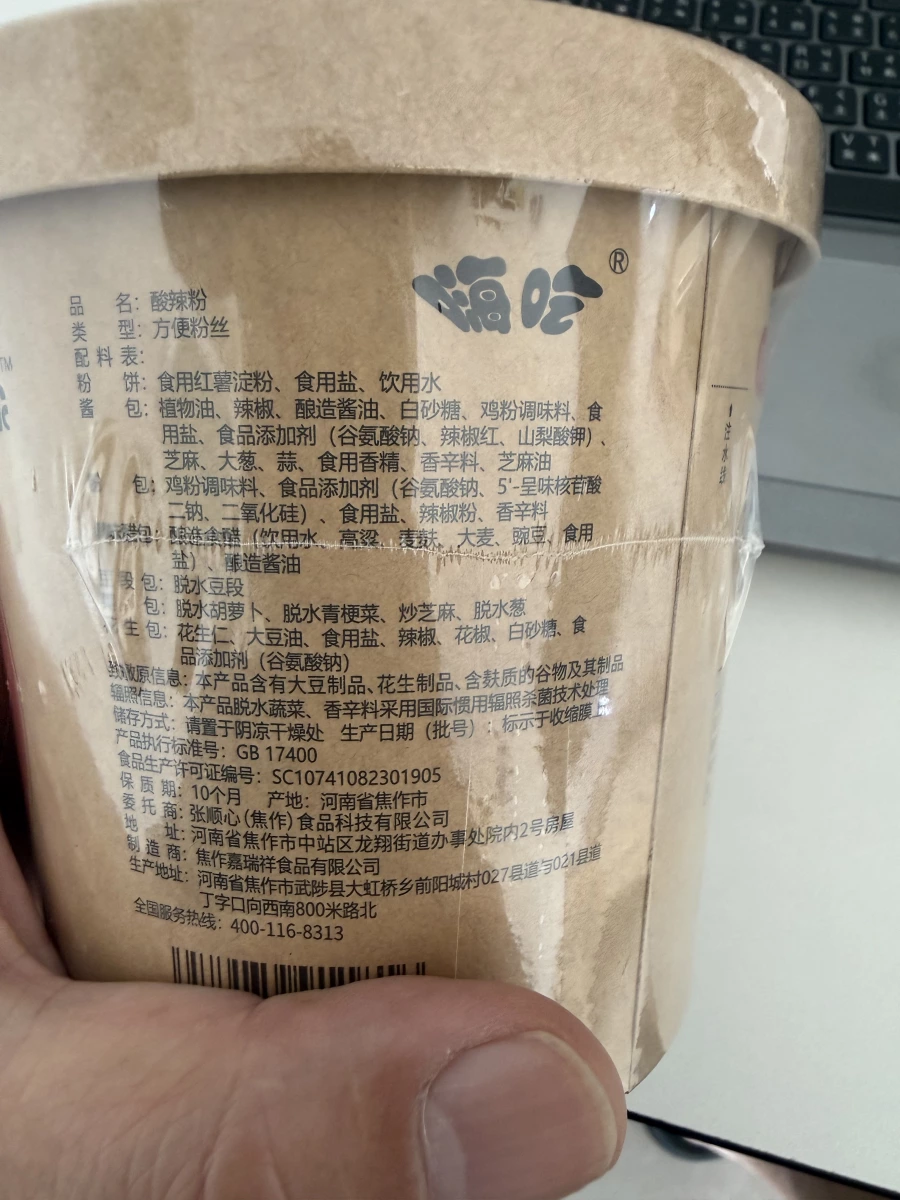 嗨吃®
TM
品 名：酸辣粉
类 型：方便粉丝
配料表：
粉 饼：食用红薯淀粉、食用盐、饮用水
酱 包：植物油、辣椒、酿造酱油、白砂糖、鸡粉调味料、食
用盐、食品添加剂（谷氨酸钠、辣椒红、山梨酸钾）、
芝麻、大葱、蒜、食用香精、香辛料、芝麻油
包：鸡粉调味料、食品添加剂（谷氨酸钠、5'-呈味核苷酸
二钠、二氧化硅）、食用盐、辣椒粉、香辛料
包：酿造食醋（饮用水、高粱、麦麸、大麦、豌豆、食用
盐）、酿造酱油
段包：脱水豆段
包：脱水胡萝卜、脱水青梗菜、炒芝麻、脱水葱
花生包：花生仁、大豆油、食用盐、辣椒、花椒、白砂糖、食
品添加剂（谷氨酸钠）
致敏原信息：本产品含有大豆制品、花生制品、含麸质的谷物及其制品
辐照信息：本产品脱水蔬菜、香辛料采用国际惯用辐照杀菌技术处理
储存方式：请置于阴凉干燥处 生产日期（批号）：标示于收缩膜上
产品执行标准号：GB 17400
食品生产许可证编号：SC10741082301905
保质期：10个月 产地：河南省焦作市
委托商：张顺心(焦作)食品科技有限公司
地 址：河南省焦作市中站区龙翔街道办事处院内2号房屋
制造商：焦作嘉瑞祥食品有限公司
生产地址：河南省焦作市武陟县大虹桥乡前阳城村027县道与021县道
丁字口向西南800米路北
全国服务热线：400-116-8313
注水线